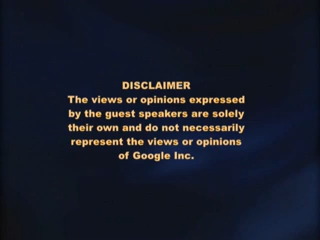 DISCLAIMER
The views or opinions expressed
by the guest speakers are solely
their own and do not necessarily
represent the views or opinions
of Google Inc.